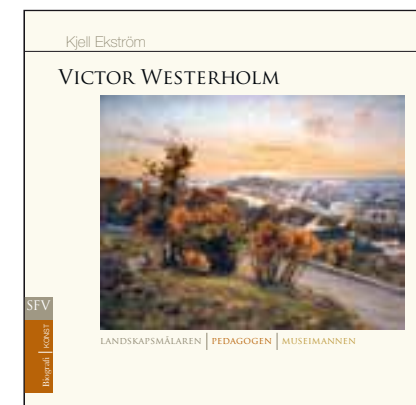 Kjell Ekström
VICTOR WESTERHOLM
SFV
Biografi | KONST
LANDSKAPSMÅLAREN | PEDAGOGEN | MUSEIMANNEN